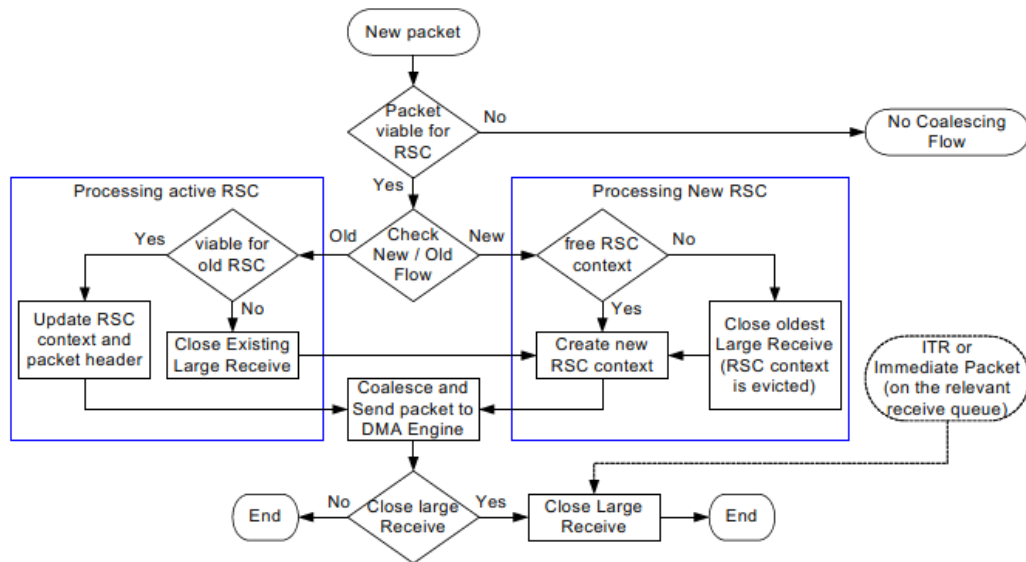 New packet
Packet
viable for
RSC
No
No Coalescing
Flow
Yes
Processing active RSC
Processing New RSC
Yes
viable for
old RSC
Old
Check
New / Old
Flow
New
free RSC
context
No
No
Yes
Update RSC
context and
packet header
Close Existing
Large Receive
Create new
RSC context
Close oldest
Large Receive
(RSC context
is evicted)
ITR or
Immediate Packet
(on the relevant
receive queue)
Coalesce and
Send packet to
DMA Engine
End
No
Close large
Receive
Yes
Close Large
Receive
End